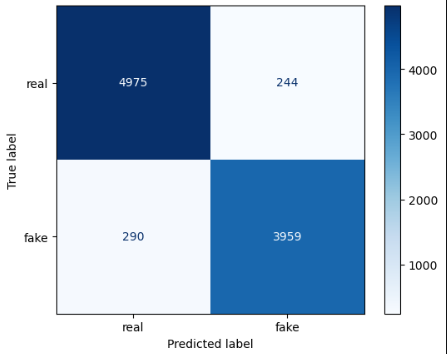 real
4975
244
4000
3000
True label
fake
290
3959
2000
1000
real
fake
Predicted label